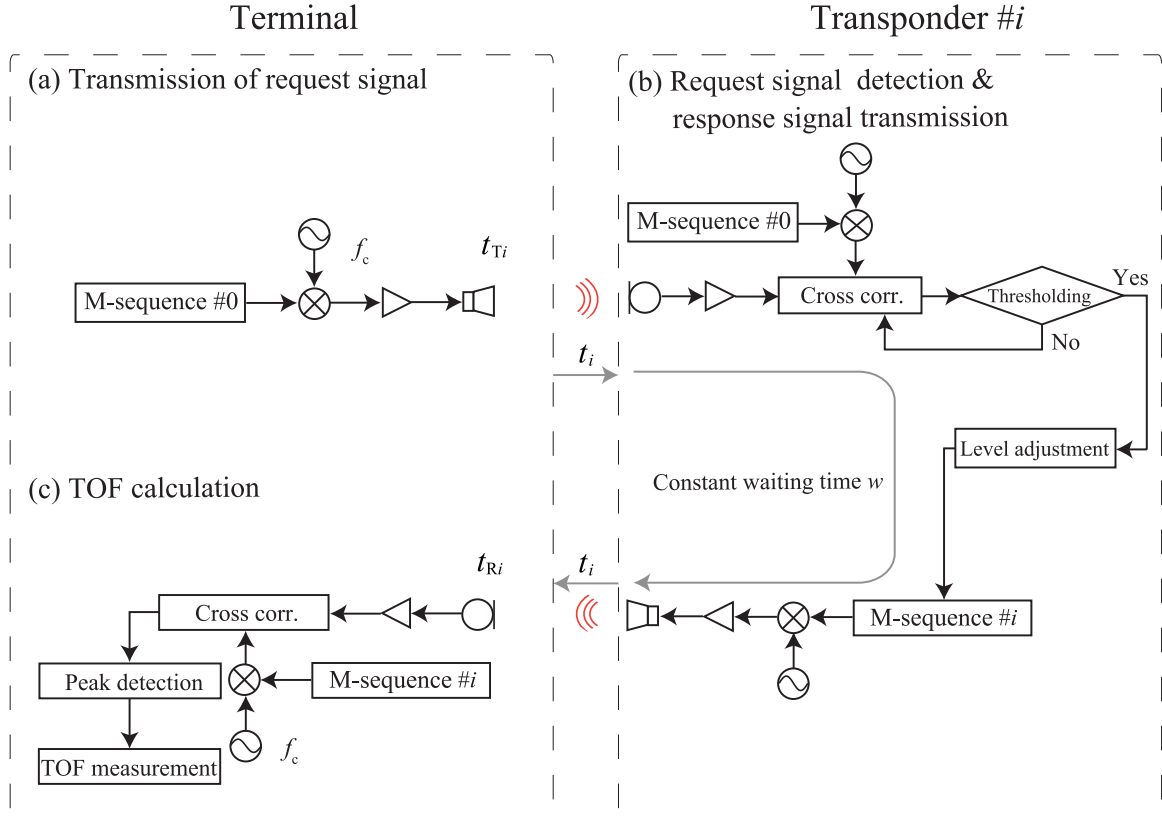 Terminal
Transponder #i
(a) Transmission of request signal
(b) Request signal detection &
response signal transmission
M-sequence #0
f_c
t_Ti
M-sequence #0
Cross corr.
Thresholding
Yes
No
t_i
Level adjustment
Constant waiting time w
(c) TOF calculation
t_Ri
t_i
Cross corr.
M-sequence #i
Peak detection
M-sequence #i
TOF measurement
f_c